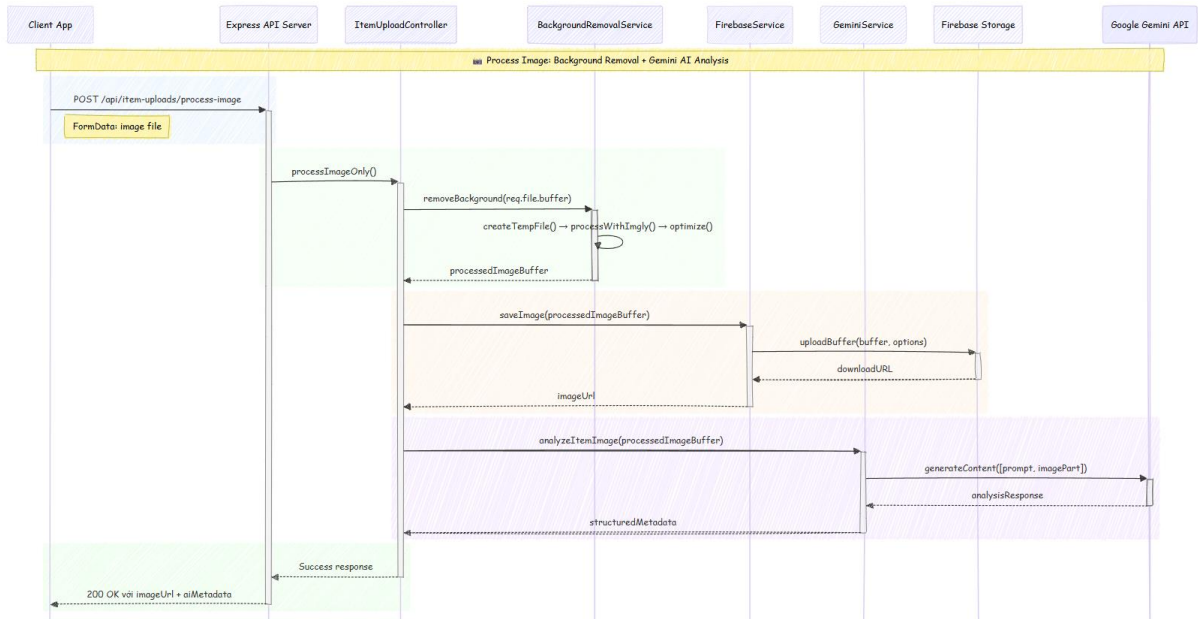 Client App
Express API Server
ItemUploadController
BackgroundRemovalService
FirebaseService
GeminiService
Firebase Storage
Google Gemini API
📷 Process Image: Background Removal + Gemini AI Analysis
POST /api/item-uploads/process-image
FormData: image file
processImageOnly()
removeBackground(req.file.buffer)
createTempFile() → processWithImgly() → optimize()
processedImageBuffer
saveImage(processedImageBuffer)
uploadBuffer(buffer, options)
downloadURL
imageUrl
analyzeItemImage(processedImageBuffer)
generateContent([prompt, imagePart])
analysisResponse
structuredMetadata
Success response
200 OK với imageUrl + aiMetadata